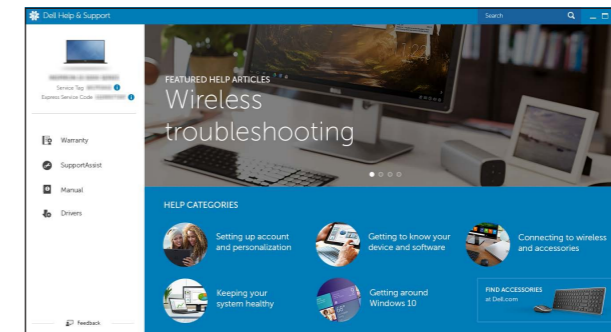 Dell Help & Support
Search
Service Tag:
Express Service Code:
Warranty
SupportAssist
Manual
Drivers
Feedback
FEATURED HELP ARTICLES
Wireless
troubleshooting
HELP CATEGORIES
Setting up account
and personalization
Getting to know your
device and software
Connecting to wireless
and accessories
Keeping your
system healthy
Getting around
Windows 10
FIND ACCESSORIES
at Dell.com